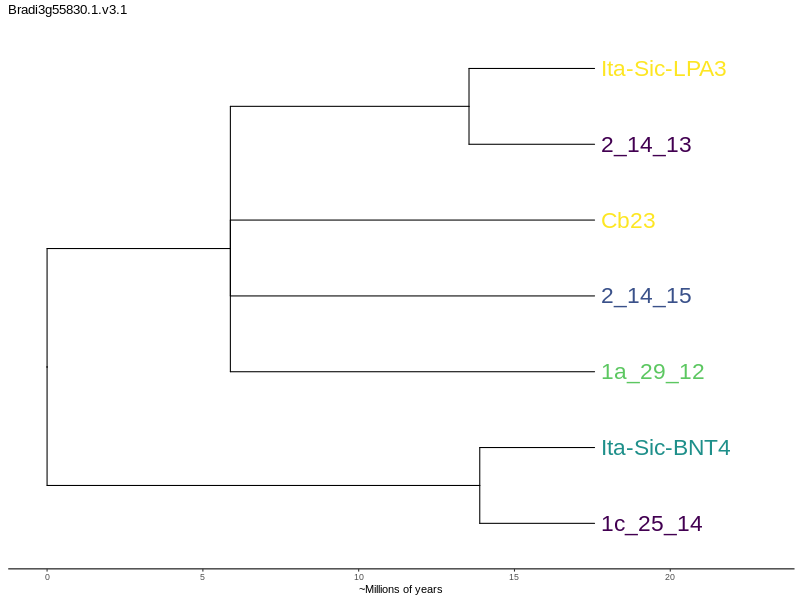 Bradi3g55830.1.v3.1
Ita-Sic-LPA3
2_14_13
Cb23
2_14_15
1a_29_12
Ita-Sic-BNT4
1c_25_14
0 5 10 15 20
~Millions of years